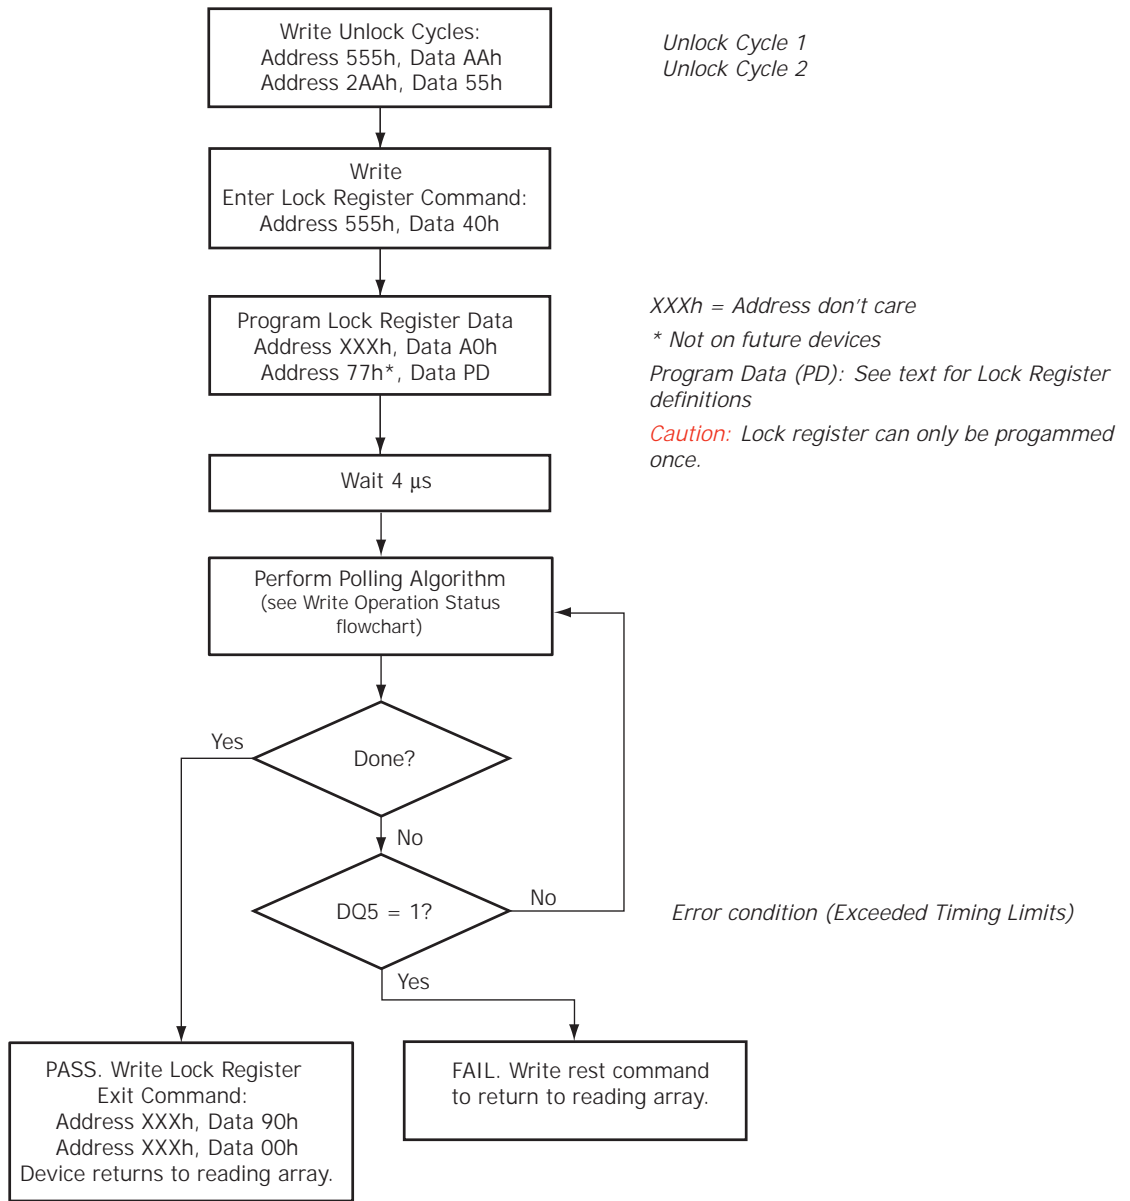 Write Unlock Cycles:
Address 555h, Data AAh
Address 2AAh, Data 55h
Unlock Cycle 1
Unlock Cycle 2
Write
Enter Lock Register Command:
Address 555h, Data 40h
Program Lock Register Data
Address XXXh, Data A0h
Address 77h*, Data PD
XXXh = Address don't care
* Not on future devices
Program Data (PD): See text for Lock Register
definitions
Caution: Lock register can only be progammed
once.
Wait 4 μs
Perform Polling Algorithm
(see Write Operation Status
flowchart)
Yes
Done?
No
DQ5 = 1?
No
Error condition (Exceeded Timing Limits)
Yes
PASS. Write Lock Register
Exit Command:
Address XXXh, Data 90h
Address XXXh, Data 00h
Device returns to reading array.
FAIL. Write rest command
to return to reading array.